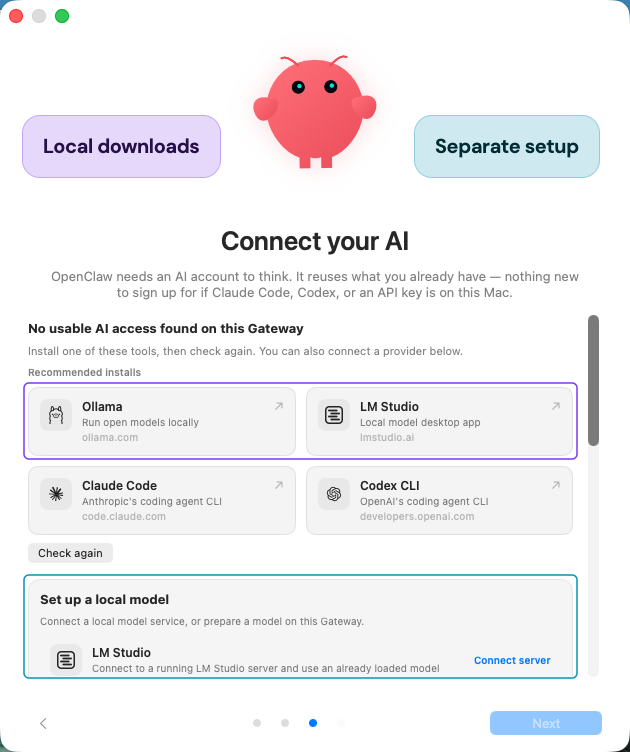 Local downloads
Separate setup
Connect your AI
OpenClaw needs an AI account to think. It reuses what you already have — nothing new
to sign up for if Claude Code, Codex, or an API key is on this Mac.
No usable AI access found on this Gateway
Install one of these tools, then check again. You can also connect a provider below.
Recommended installs
Ollama
Run open models locally
ollama.com
LM Studio
Local model desktop app
lmstudio.ai
Claude Code
Anthropic's coding agent CLI
code.claude.com
Codex CLI
OpenAI's coding agent CLI
developers.openai.com
Check again
Set up a local model
Connect a local model service, or prepare a model on this Gateway.
LM Studio
Connect to a running LM Studio server and use an already loaded model
Connect server
Next